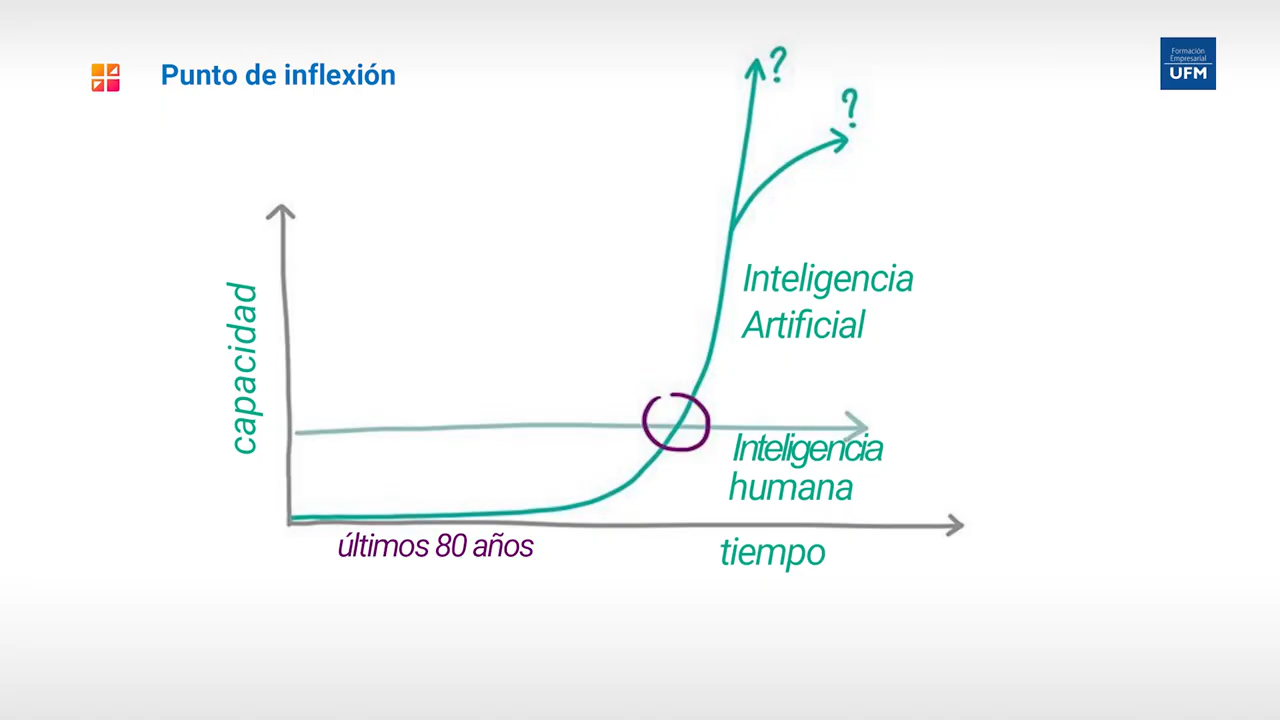 Punto de inflexión
Formación
Empresarial
UFM
?
?
capacidad
Inteligencia
Artificial
Inteligencia
humana
últimos 80 años
tiempo